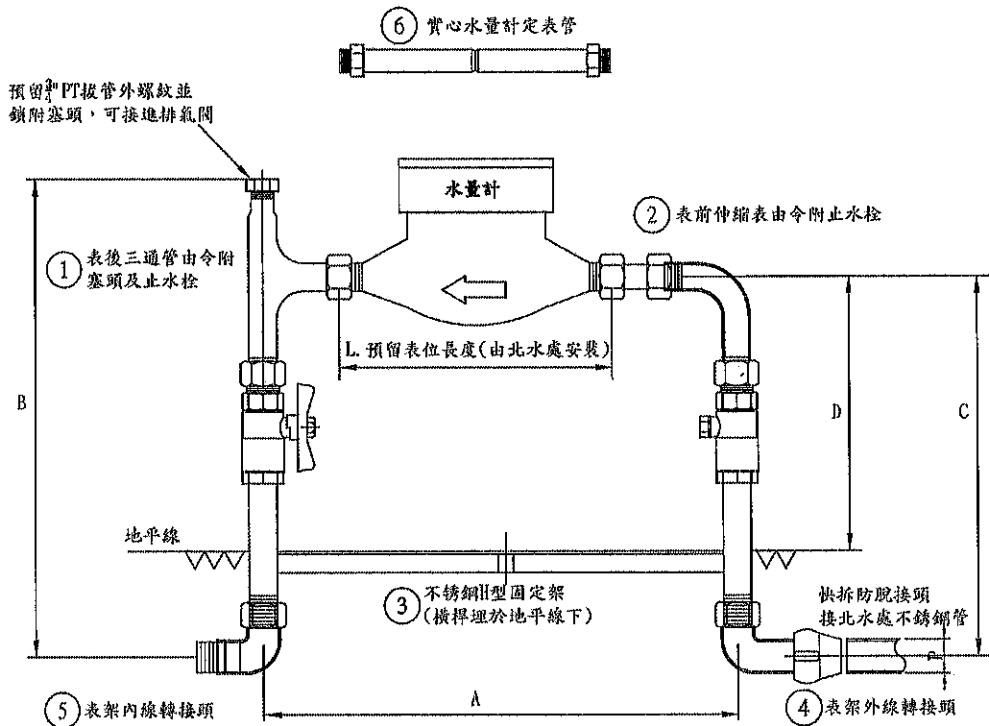 6 實心水量計定表管
預留¾"PT拔管外螺紋並
鎖附塞頭,可接進排氣閥
水量計
2 表前伸縮表由令附止水栓
1 表後三通管由令附
塞頭及止水栓
L. 預留表位長度(由北水處安裝)
B
D
C
地平線
3 不銹鋼H型固定架
(橫桿埋於地平線下)
快拆防脫接頭
接北水處不銹鋼管
P
A
5 表架內線轉接頭
4 表架外線轉接頭